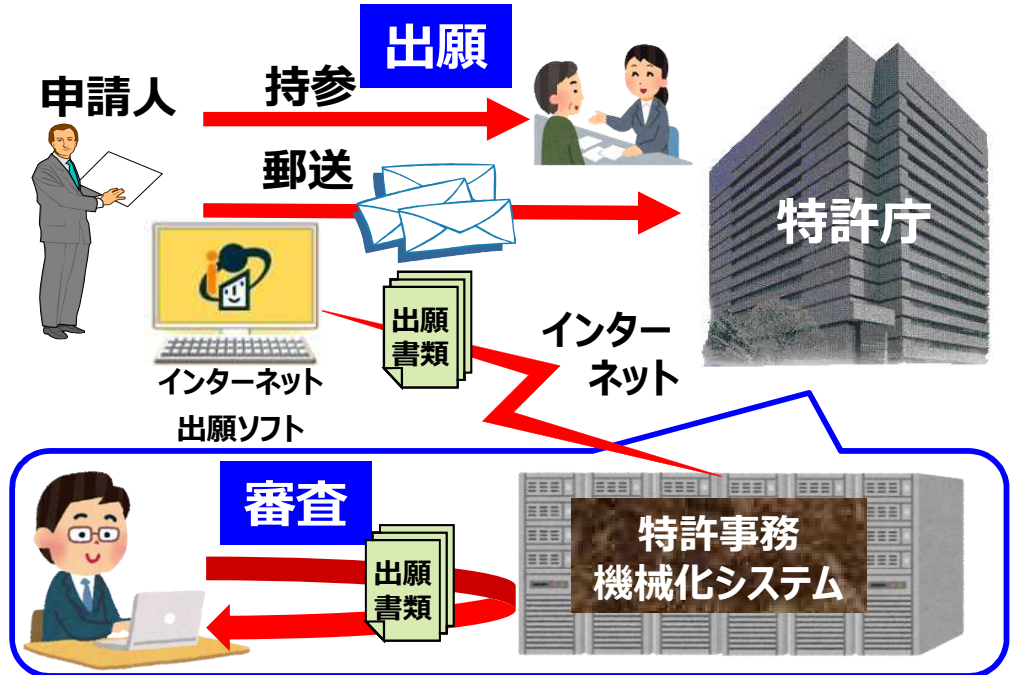 出願
申請人
持参
郵送
特許庁
出願
書類
インター
ネット
インターネット
出願ソフト
審査
出願
書類
特許事務
機械化システム